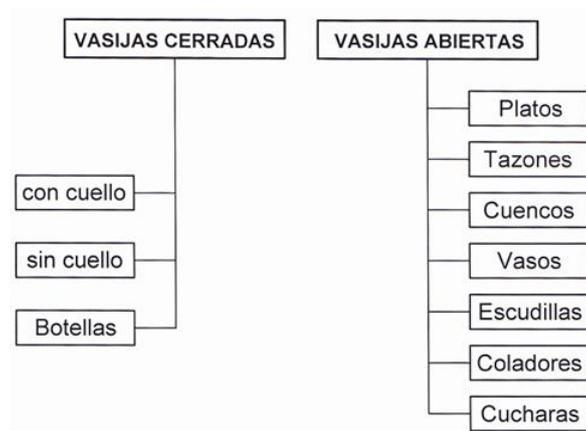 VASIJAS CERRADAS
con cuello
sin cuello
Botellas
VASIJAS ABIERTAS
Platos
Tazones
Cuencos
Vasos
Escudillas
Coladores
Cucharas